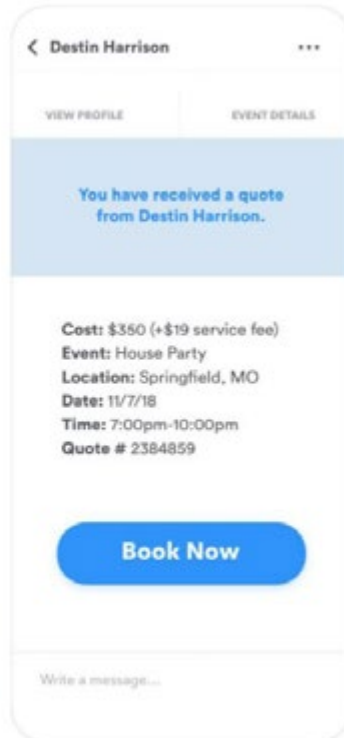 Destin Harrison
VIEW PROFILE
EVENT DETAILS
You have received a quote
from Destin Harrison.
Cost: $350 (+$19 service fee)
Event: House Party
Location: Springfield, MO
Date: 11/7/18
Time: 7:00pm-10:00pm
Quote # 2384859
Book Now
Write a message...